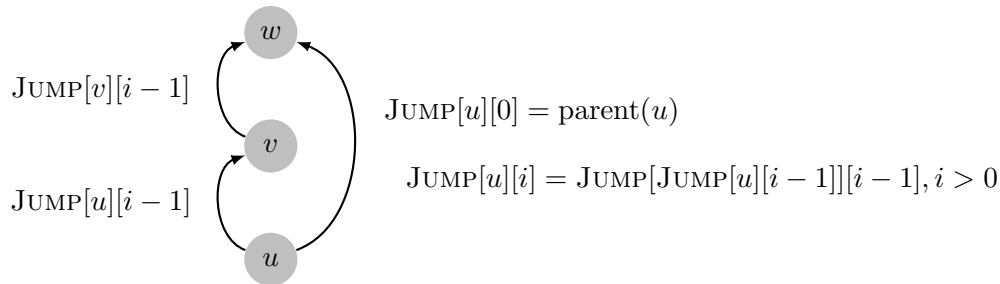 w
JUMP[v][i − 1]
JUMP[u][0] = parent(u)
v
JUMP[u][i] = JUMP[JUMP[u][i − 1]][i − 1], i > 0
JUMP[u][i − 1]
u